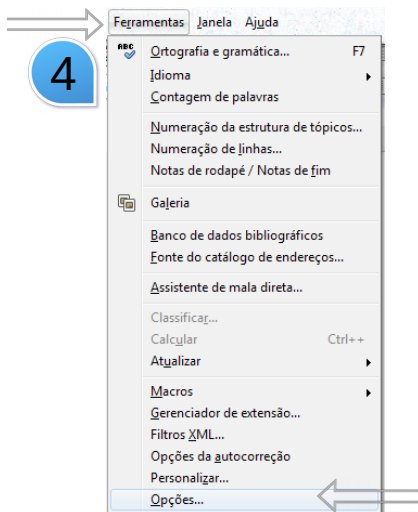 Ferramentas Janela Ajuda
4
ABC Ortografia e gramática... F7
Idioma
Contagem de palavras
Numeração da estrutura de tópicos...
Numeração de linhas...
Notas de rodapé / Notas de fim
Galeria
Banco de dados bibliográficos
Fonte do catálogo de endereços...
Assistente de mala direta...
Classificar...
Calcular Ctrl++
Atualizar
Macros
Gerenciador de extensão...
Filtros XML...
Opções da autocorreção
Personalizar...
Opções...